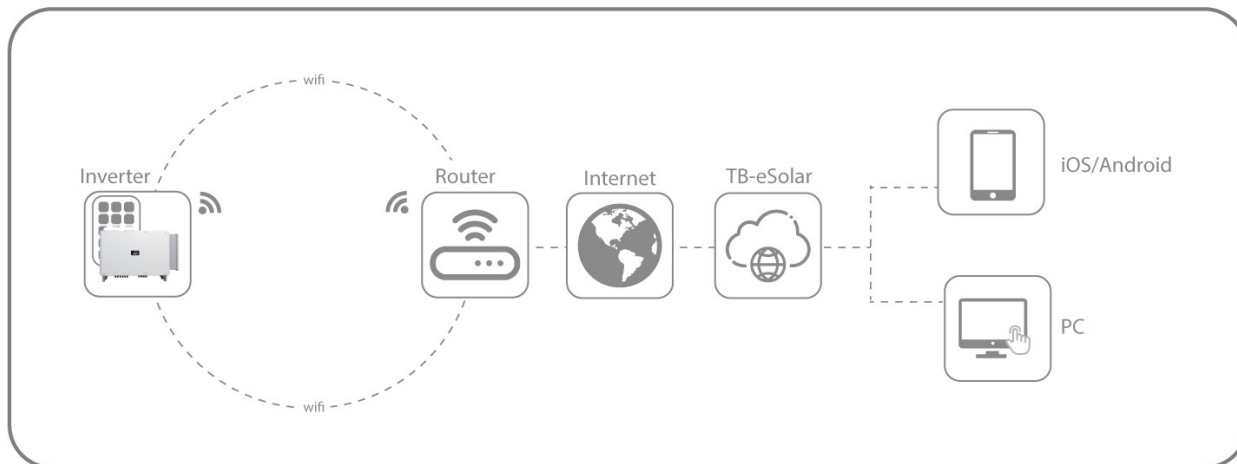 wifi
Inverter
Router
Internet
TB-eSolar
iOS/Android
PC
wifi